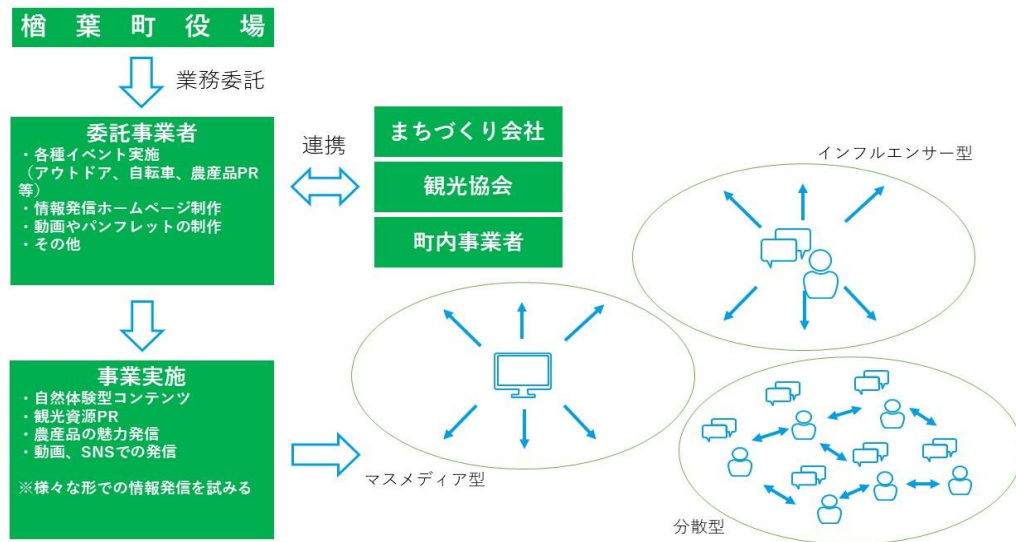 楢葉町役場
業務委託
委託事業者
・各種イベント実施
（アウトドア、自転車、農産品PR
等）
・情報発信ホームページ制作
・動画やパンフレットの制作
・その他
連携
まちづくり会社
観光協会
町内事業者
事業実施
・自然体験型コンテンツ
・観光資源PR
・農産品の魅力発信
・動画、SNSでの発信
※様々な形での情報発信を試みる
マスメディア型
インフルエンサー型
分散型